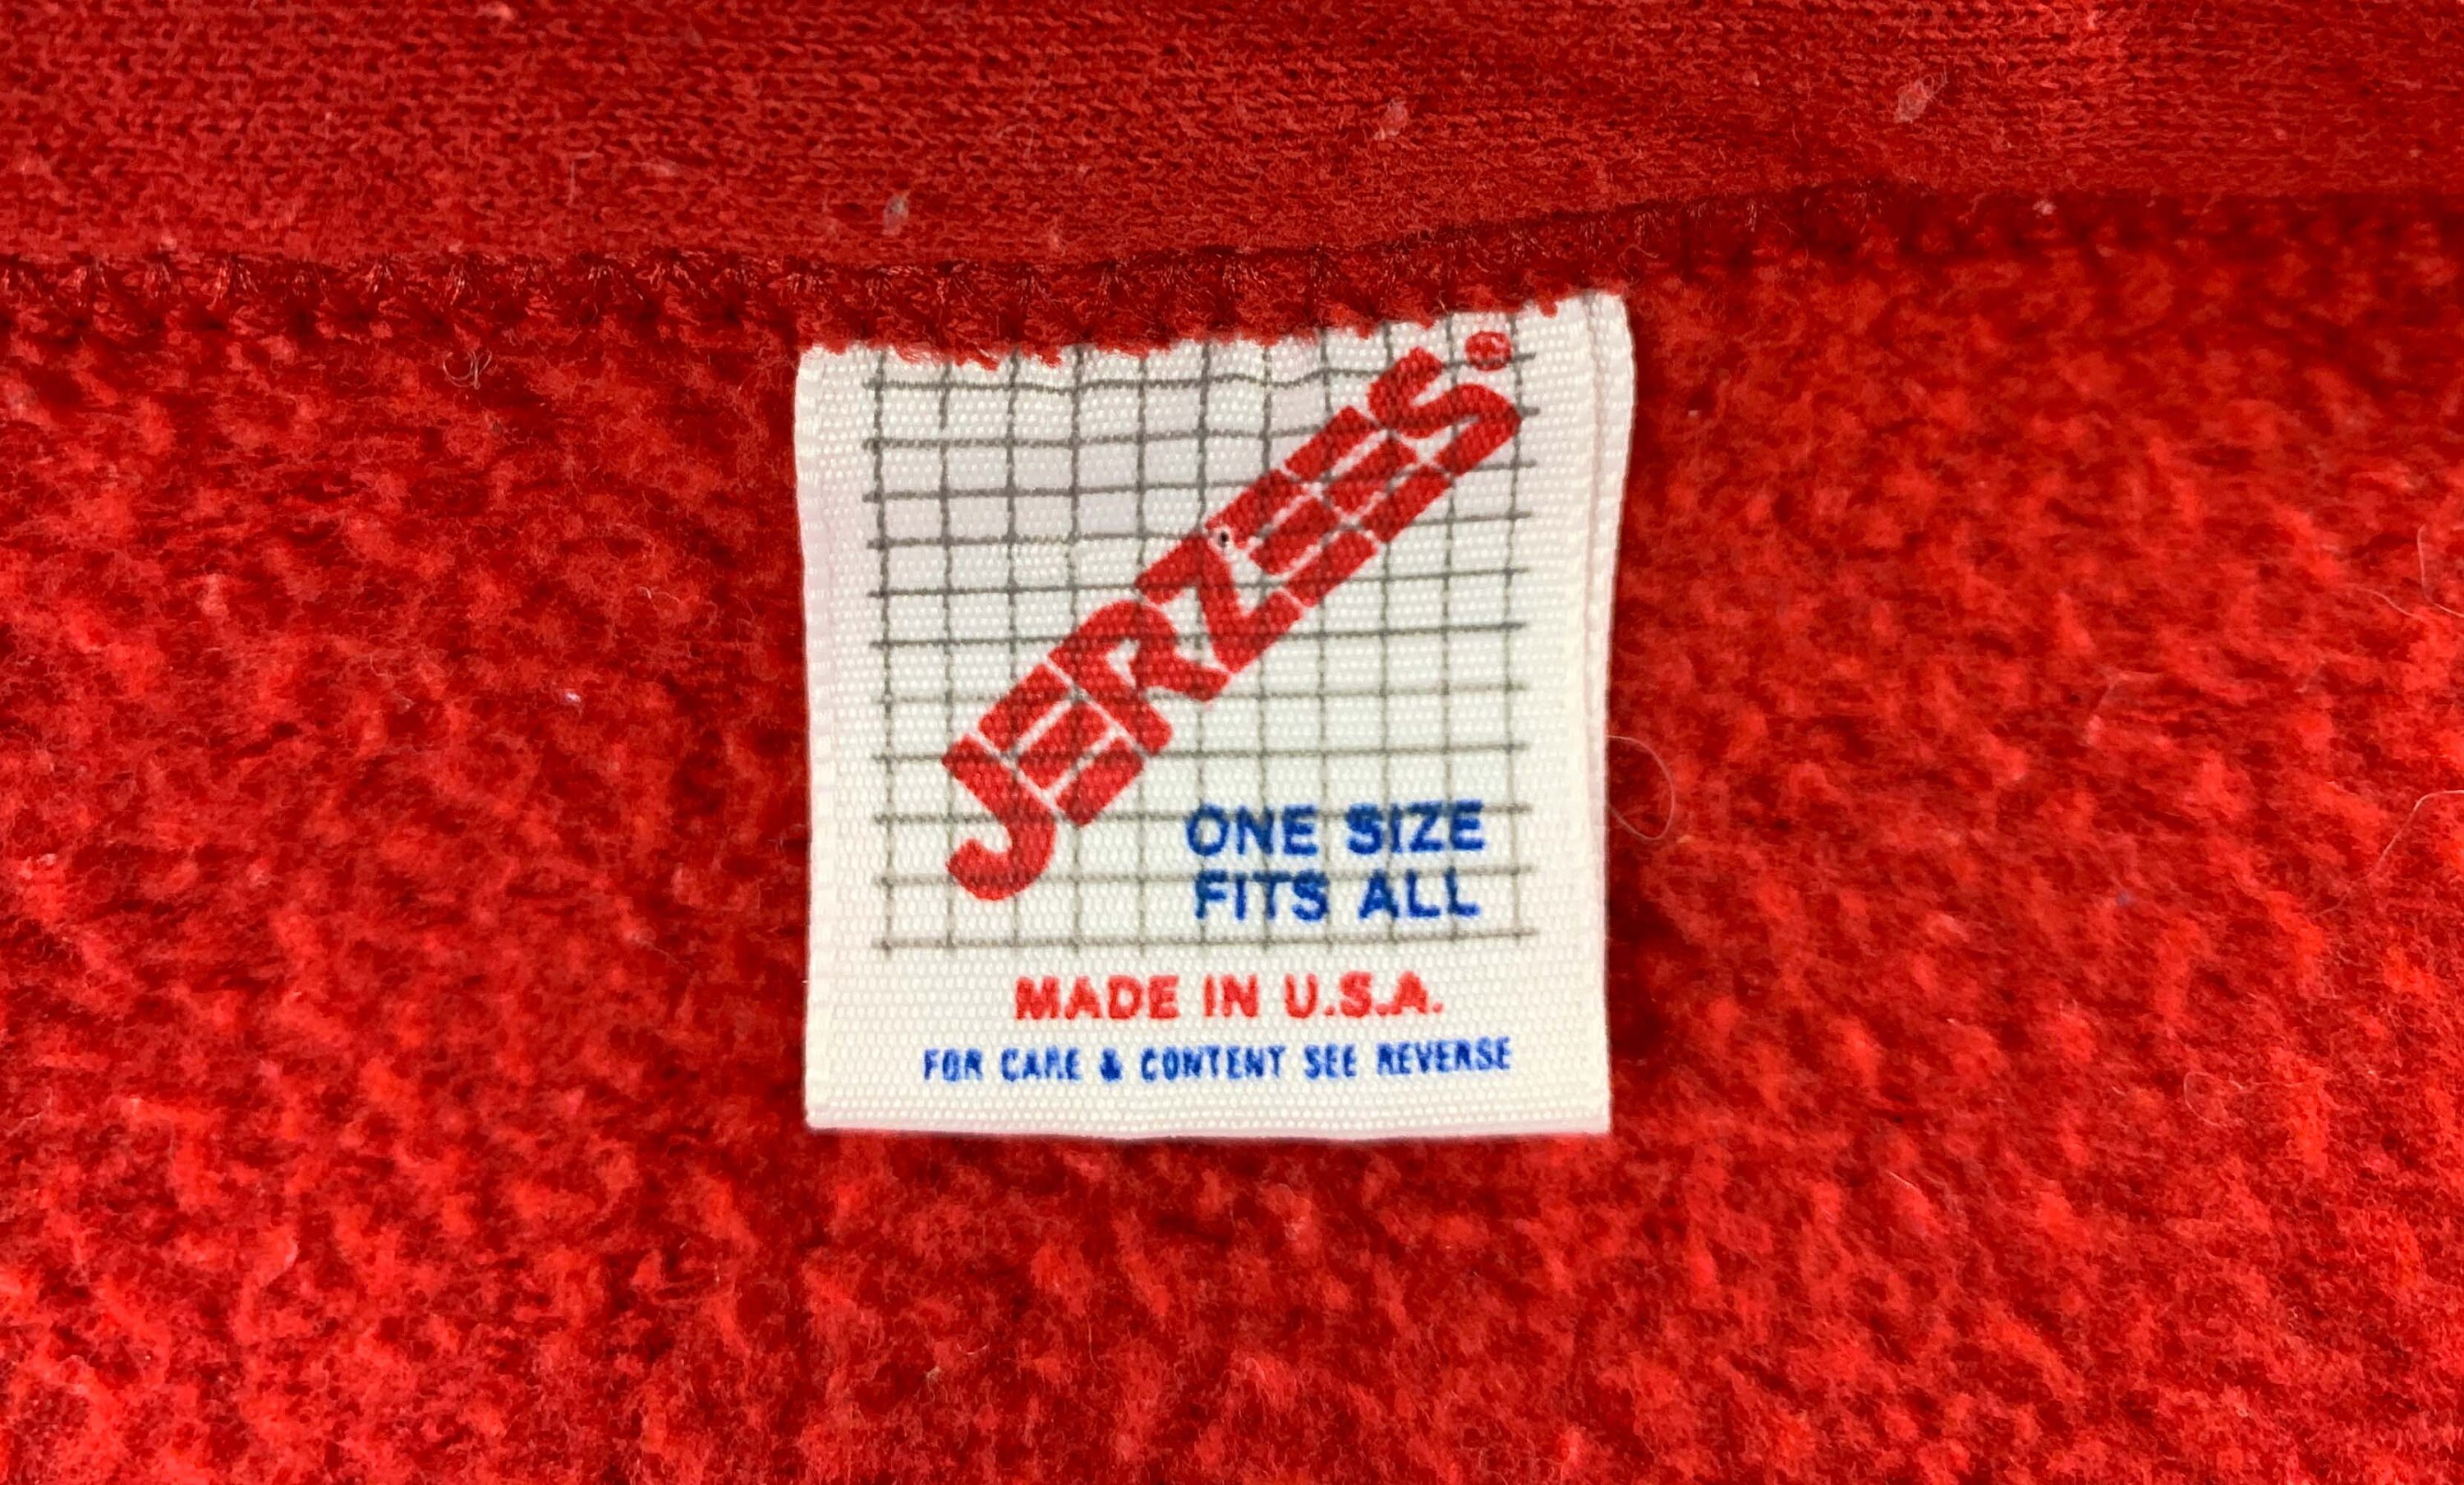 JERZEES®
ONE SIZE
FITS ALL
MADE IN U.S.A.
FOR CARE & CONTENT SEE REVERSE